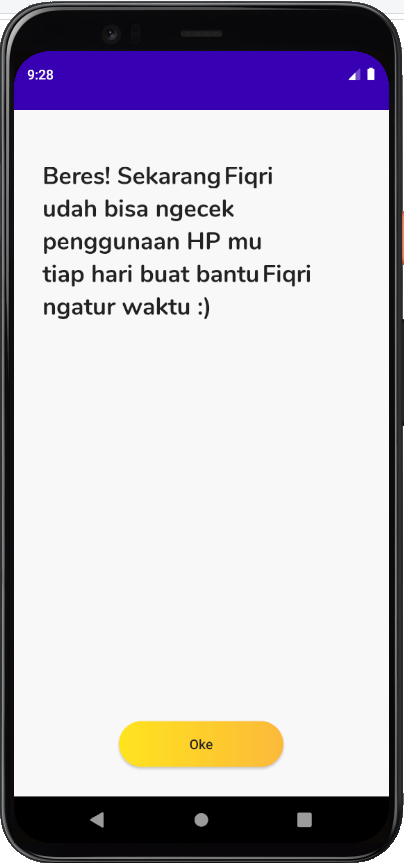 9:28
Beres! Sekarang Fiqri
udah bisa ngecek
penggunaan HP mu
tiap hari buat bantu Fiqri
ngatur waktu :)
Oke